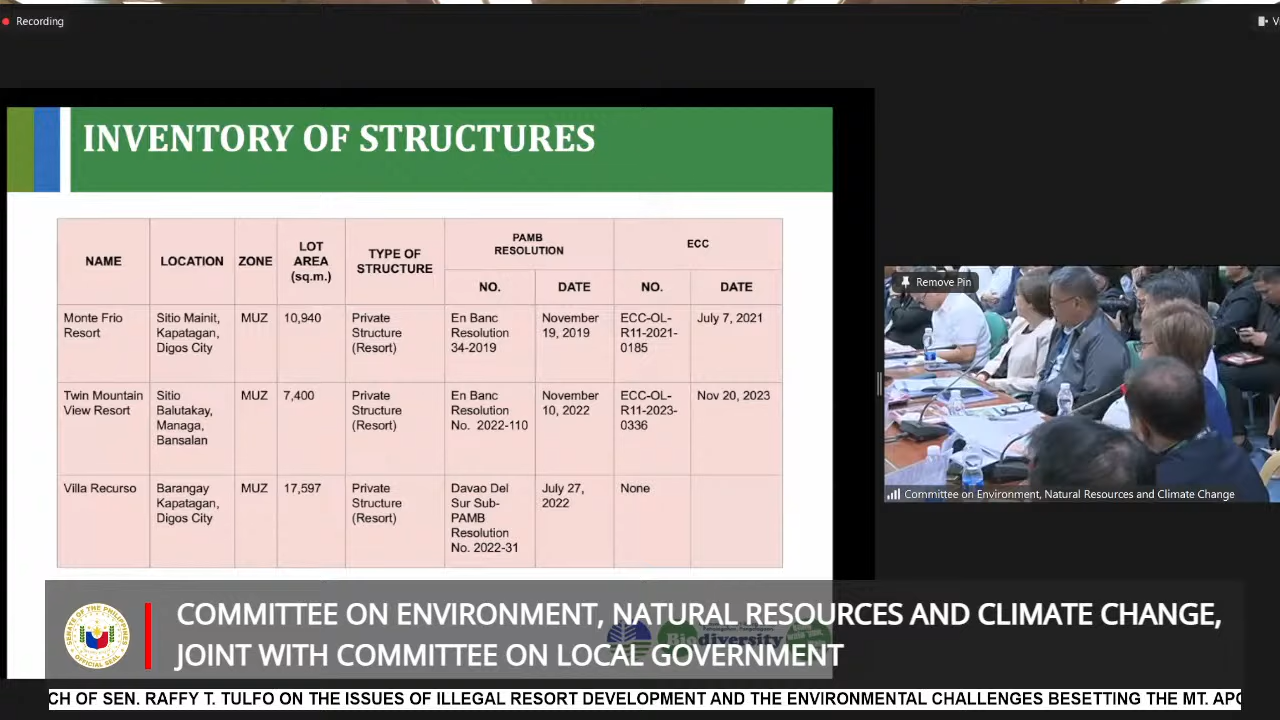 Recording
INVENTORY OF STRUCTURES
NAME
LOCATION
ZONE
LOT
AREA
(sq.m.)
TYPE OF
STRUCTURE
PAMB
RESOLUTION
ECC
NO.
DATE
NO.
DATE
Monte Frio
Resort
Sitio Mainit,
Kapatagan,
Digos City
MUZ
10,940
Private
Structure
(Resort)
En Banc
Resolution
34-2019
November
19, 2019
ECC-OL-
R11-2021-
0185
July 7, 2021
Twin Mountain
View Resort
Sitio
Balutakay,
Managa,
Bansalan
MUZ
7,400
Private
Structure
(Resort)
En Banc
Resolution
No. 2022-110
November
10, 2022
ECC-OL-
R11-2023-
0336
Nov 20, 2023
Villa Recurso
Barangay
Kapatagan,
Digos City
MUZ
17,597
Private
Structure
(Resort)
Davao Del
Sur Sub-
PAMB
Resolution
No. 2022-31
July 27,
2022
None
Remove Pin
Committee on Environment, Natural Resources and Climate Change
SENATE OF THE PHILIPPINES
OFFICIAL SEAL
COMMITTEE ON ENVIRONMENT, NATURAL RESOURCES AND CLIMATE CHANGE,
JOINT WITH COMMITTEE ON LOCAL GOVERNMENT
Biodiversity
CH OF SEN. RAFFY T. TULFO ON THE ISSUES OF ILLEGAL RESORT DEVELOPMENT AND THE ENVIRONMENTAL CHALLENGES BESETTING THE MT. APO